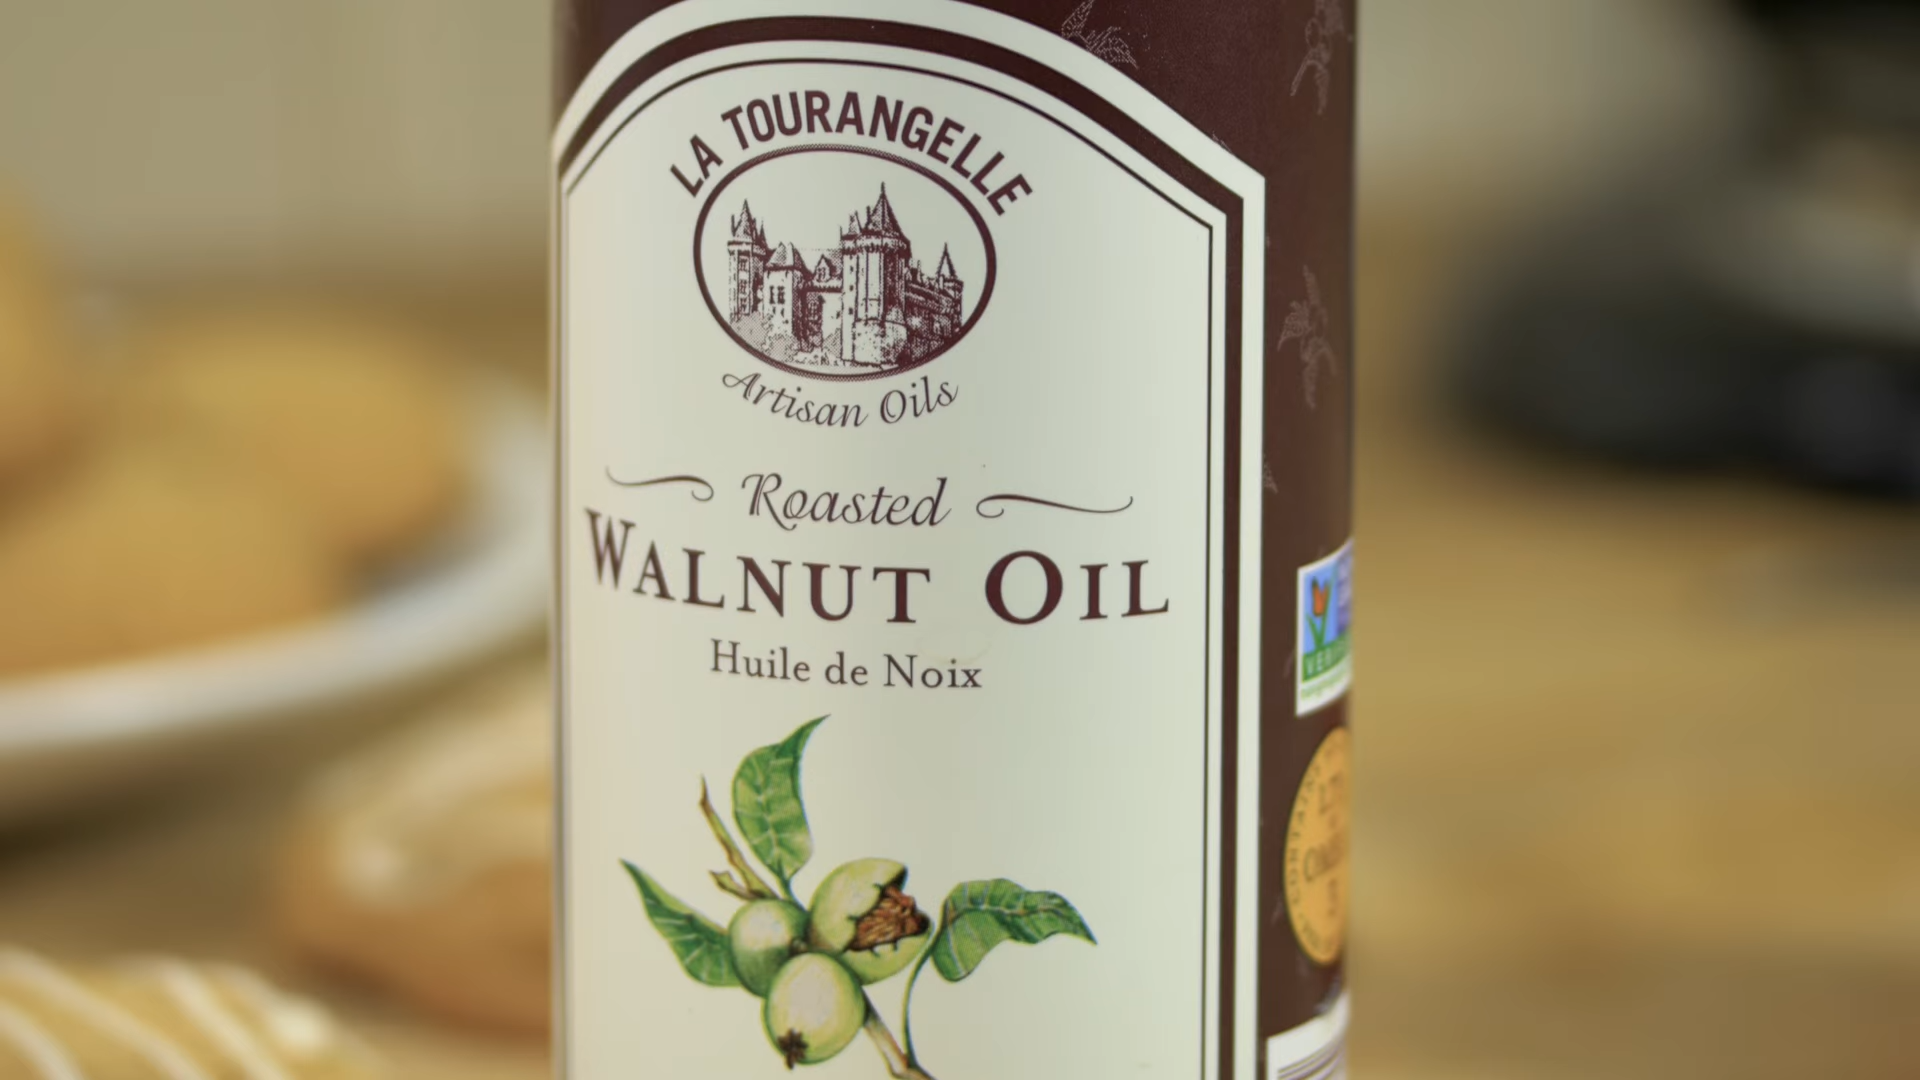 LA TOURANGELLE
Artisan Oils
Roasted
WALNUT OIL
Huile de Noix